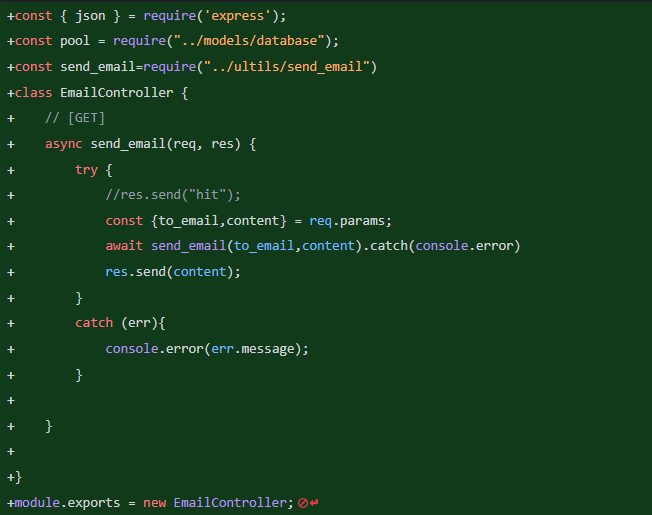 +const { json } = require('express');
+const pool = require("../models/database");
+const send_email=require("../ultils/send_email")
+class EmailController {
+    // [GET]
+    async send_email(req, res) {
+        try {
+            //res.send("hit");
+            const {to_email,content} = req.params;
+            await send_email(to_email,content).catch(console.error)
+            res.send(content);
+        }
+        catch (err){
+            console.error(err.message);
+        }
+
+    }
+
+}
+module.exports = new EmailController;